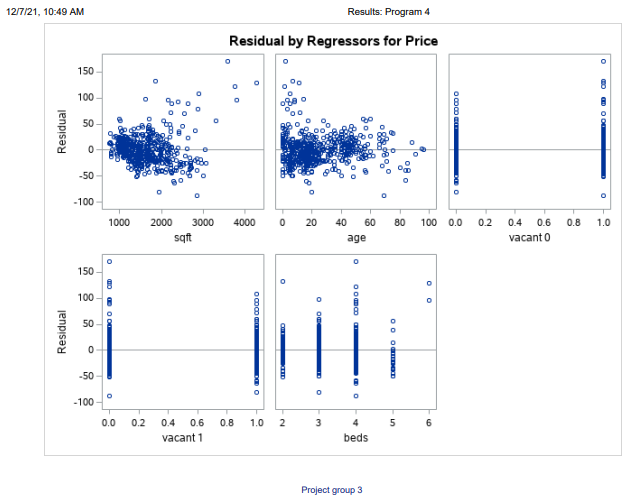 12/7/21, 10:49 AM Results: Program 4
Residual by Regressors for Price
Residual
150
100
50
0
-50
-100
1000 2000 3000 4000
sqft
0 20 40 60 80 100
age
0.0 0.2 0.4 0.6 0.8 1.0
vacant 0
Residual
150
100
50
0
-50
-100
0.0 0.2 0.4 0.6 0.8 1.0
vacant 1
2 3 4 5 6
beds
Project group 3